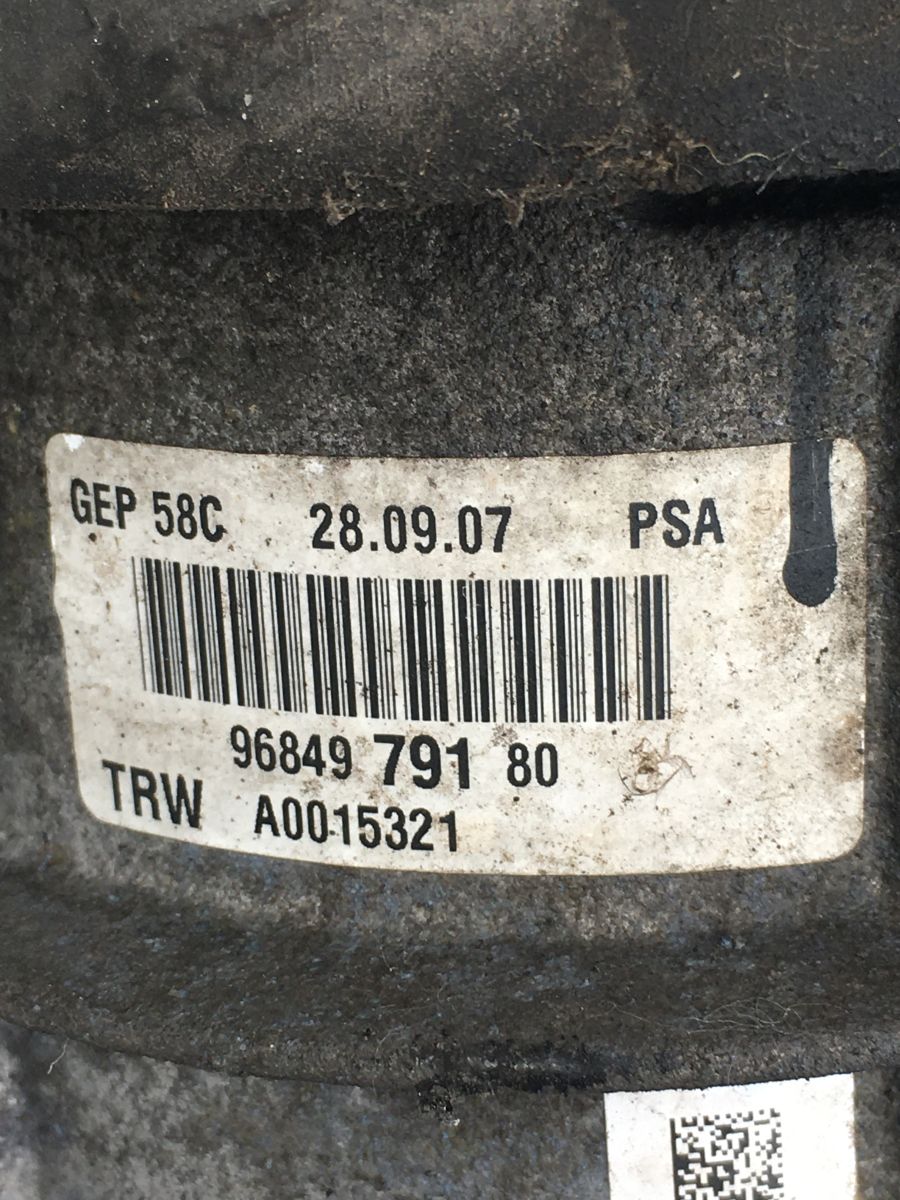 GEP 58C 28.09.07 PSA
96849 791 80
TRW A0015321